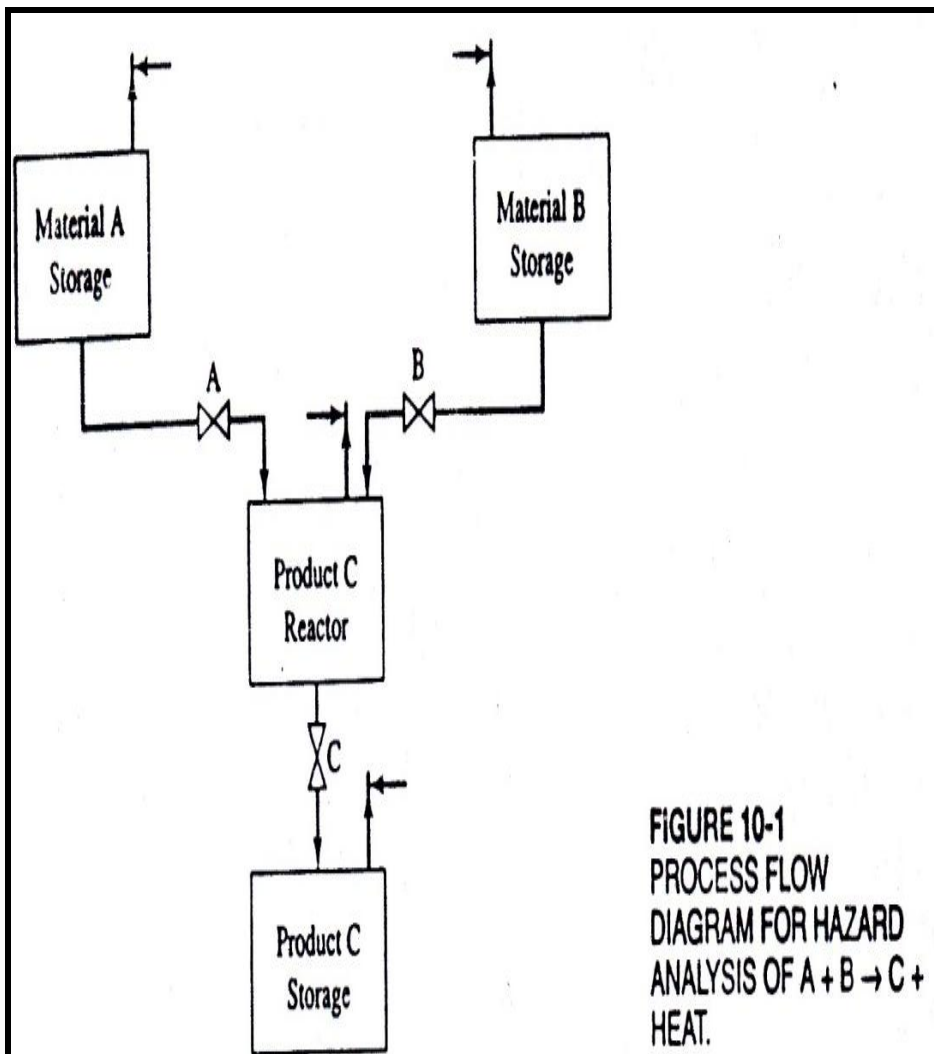 Material A
Storage
Material B
Storage
A
B
Product C
Reactor
C
Product C
Storage
FiGURE 10-1
PROCESS FLOW
DIAGRAM FOR HAZARD
ANALYSIS OF A + B → C +
HEAT.